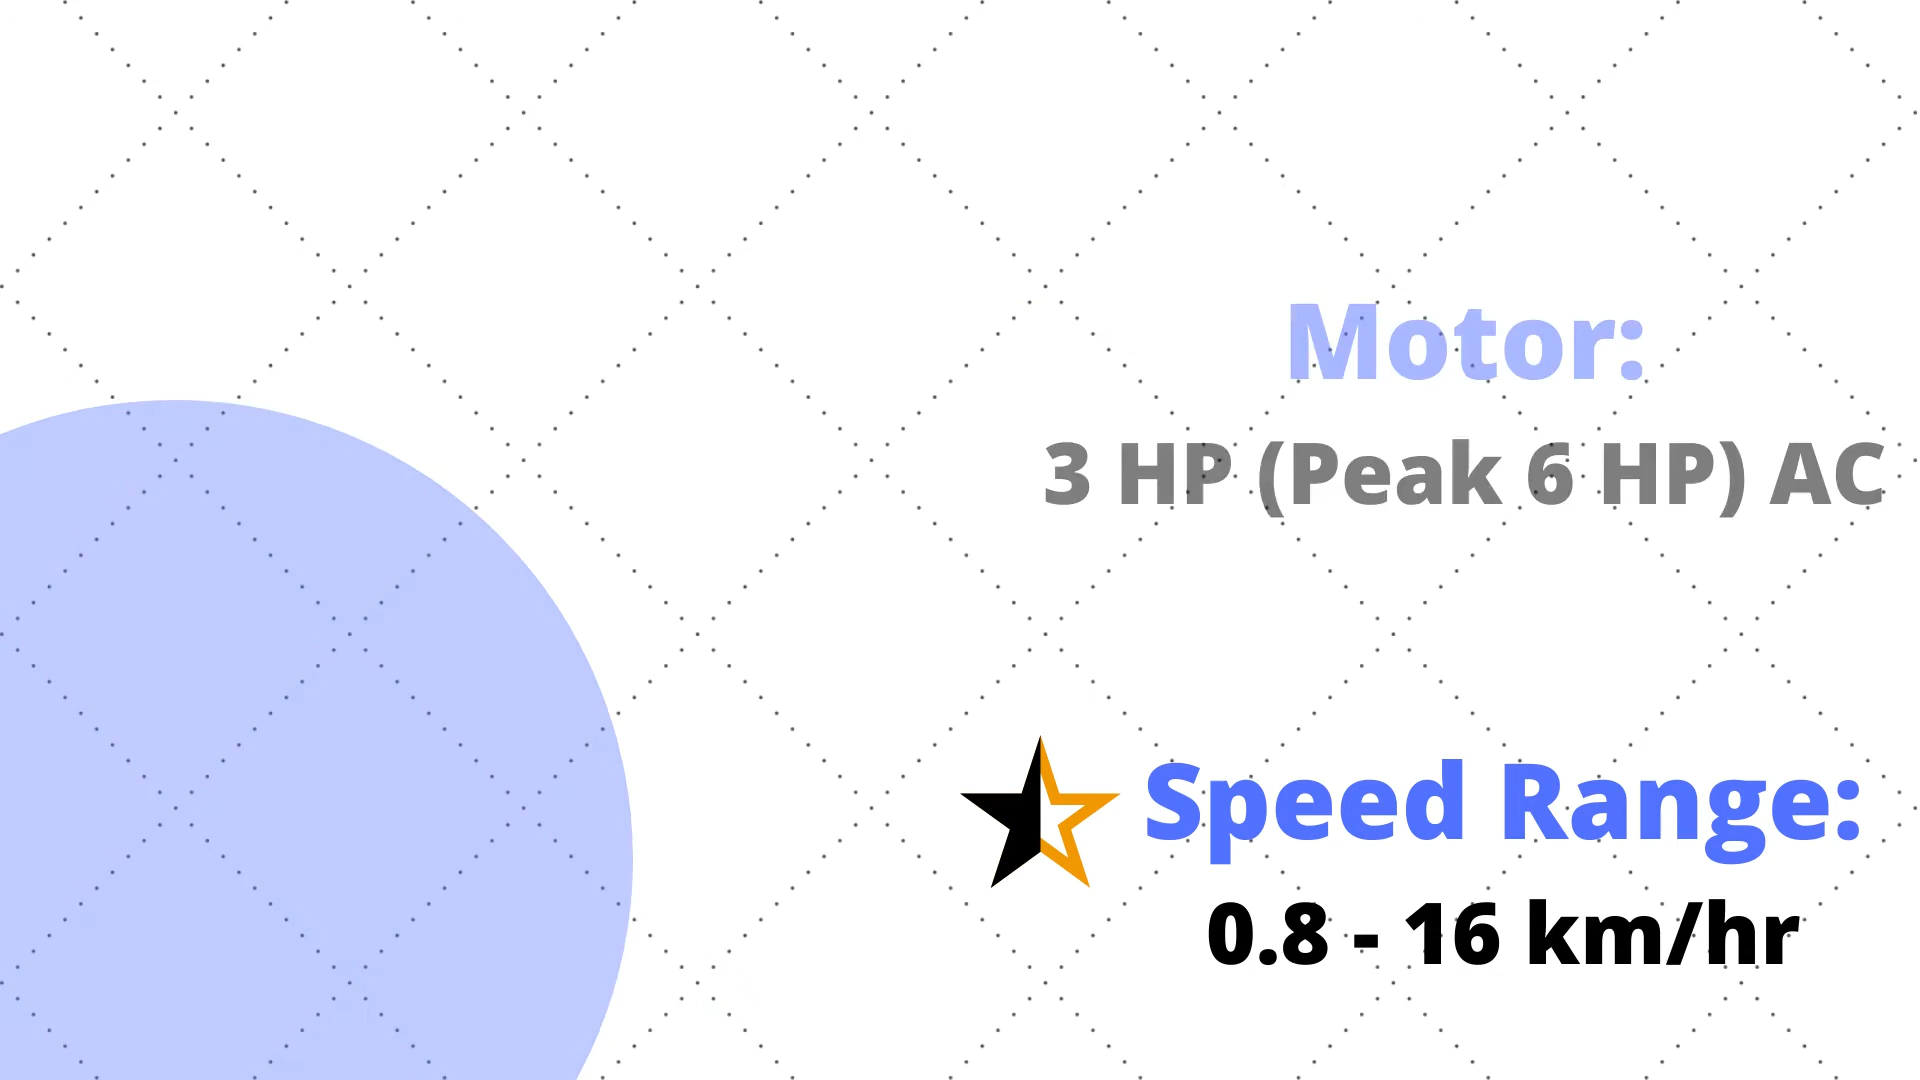 Motor:
3 HP (Peak 6 HP) AC
Speed Range:
0.8 - 16 km/hr